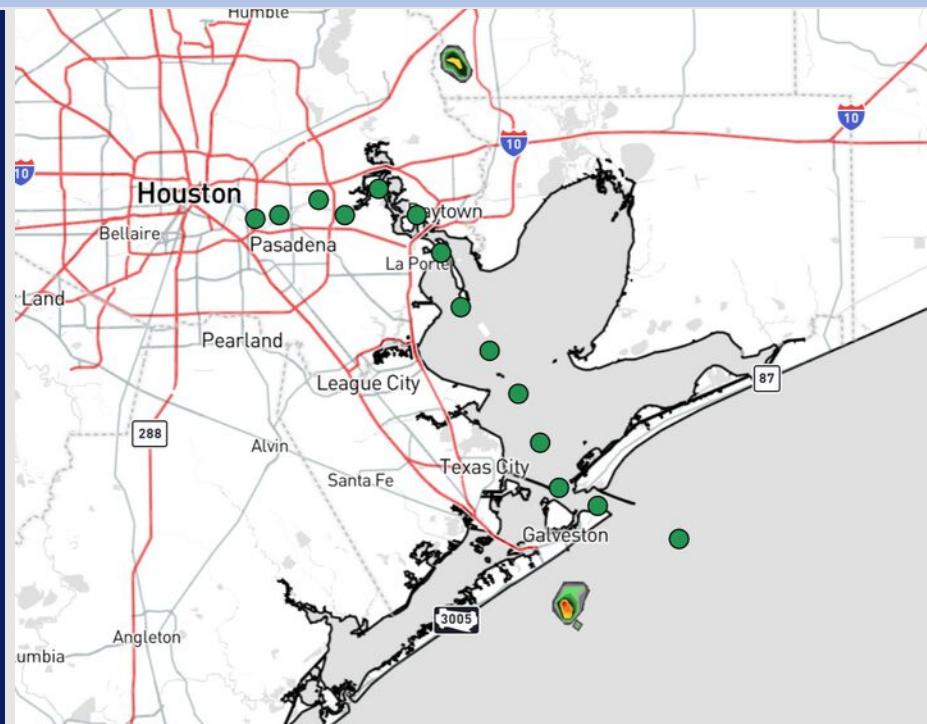 Humble
10
10
10
Houston
Baytown
Bellaire
Pasadena
La Porte
Land
Pearland
87
League City
288
Alvin
Texas City
Santa Fe
Galveston
3005
Angleton
umbia